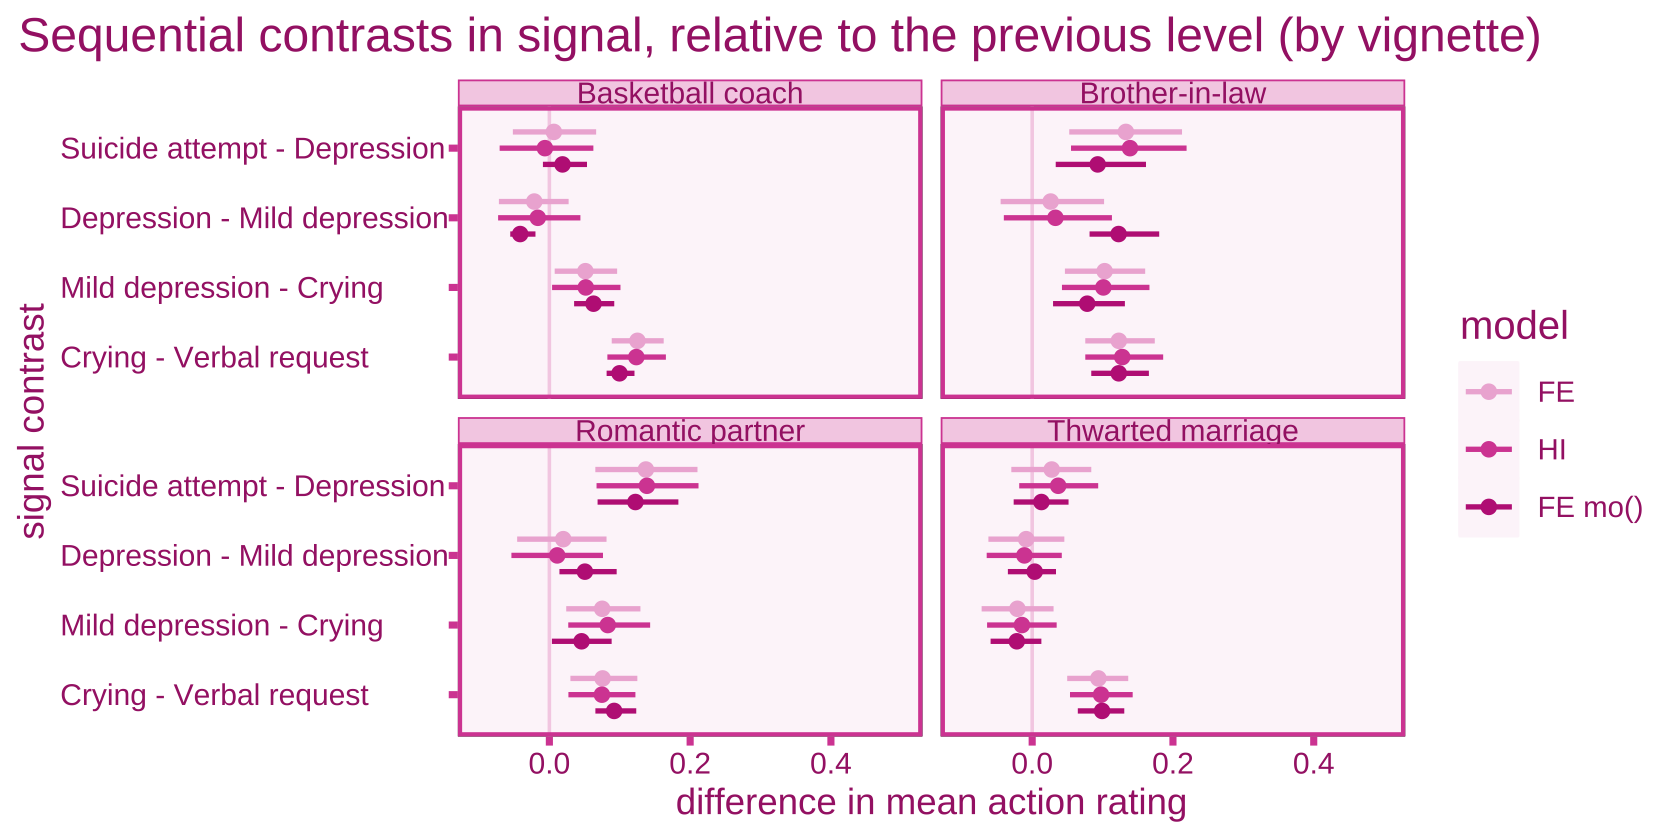 Sequential contrasts in signal, relative to the previous level (by vignette)
Basketball coach
Brother-in-law
Suicide attempt - Depression
Depression - Mild depression
Mild depression - Crying
Crying - Verbal request
Romantic partner
Thwarted marriage
Suicide attempt - Depression
Depression - Mild depression
Mild depression - Crying
Crying - Verbal request
signal contrast
0.0 0.2 0.4
0.0 0.2 0.4
difference in mean action rating
model
FE
HI
FE mo()